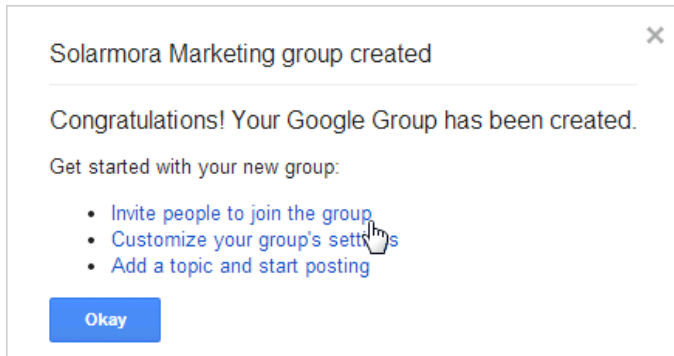 Solarmora Marketing group created
Congratulations! Your Google Group has been created.
Get started with your new group:
Invite people to join the group
Customize your group's settings
Add a topic and start posting
Okay